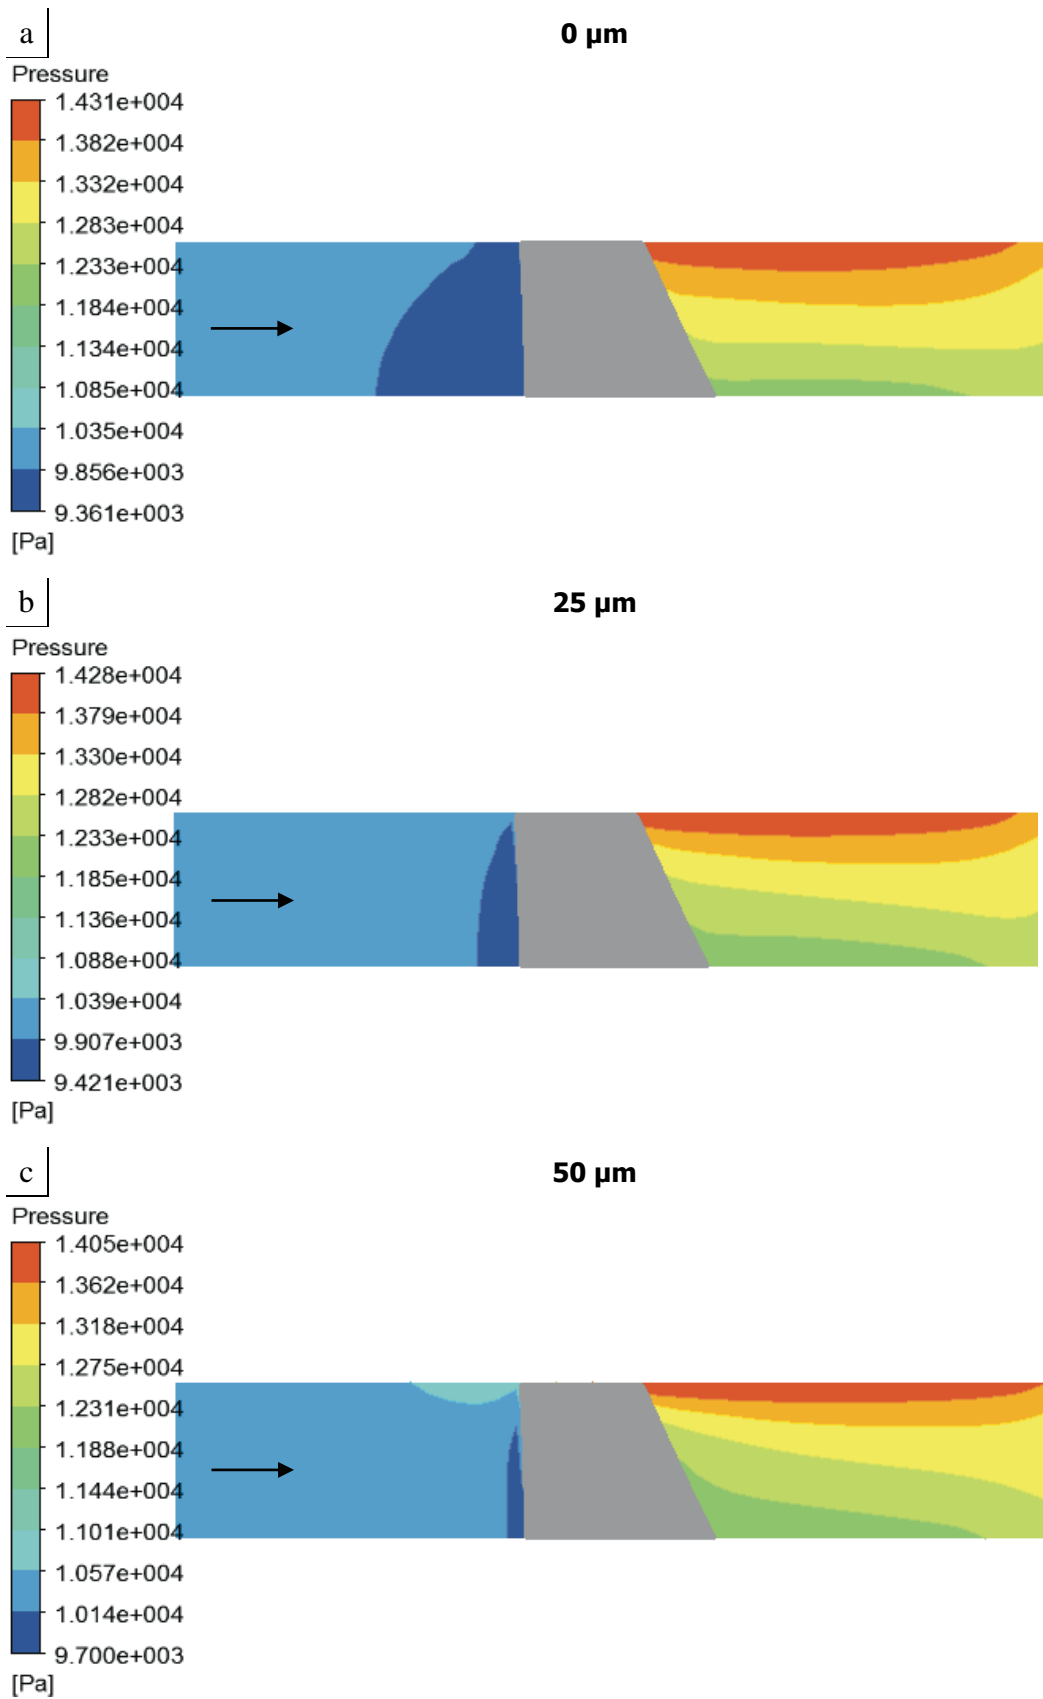 a
0 µm
Pressure
1.431e+004
1.382e+004
1.332e+004
1.283e+004
1.233e+004
1.184e+004
1.134e+004
1.085e+004
1.035e+004
9.856e+003
9.361e+003
[Pa]
b
25 µm
Pressure
1.428e+004
1.379e+004
1.330e+004
1.282e+004
1.233e+004
1.185e+004
1.136e+004
1.088e+004
1.039e+004
9.907e+003
9.421e+003
[Pa]
c
50 µm
Pressure
1.405e+004
1.362e+004
1.318e+004
1.275e+004
1.231e+004
1.188e+004
1.144e+004
1.101e+004
1.057e+004
1.014e+004
9.700e+003
[Pa]